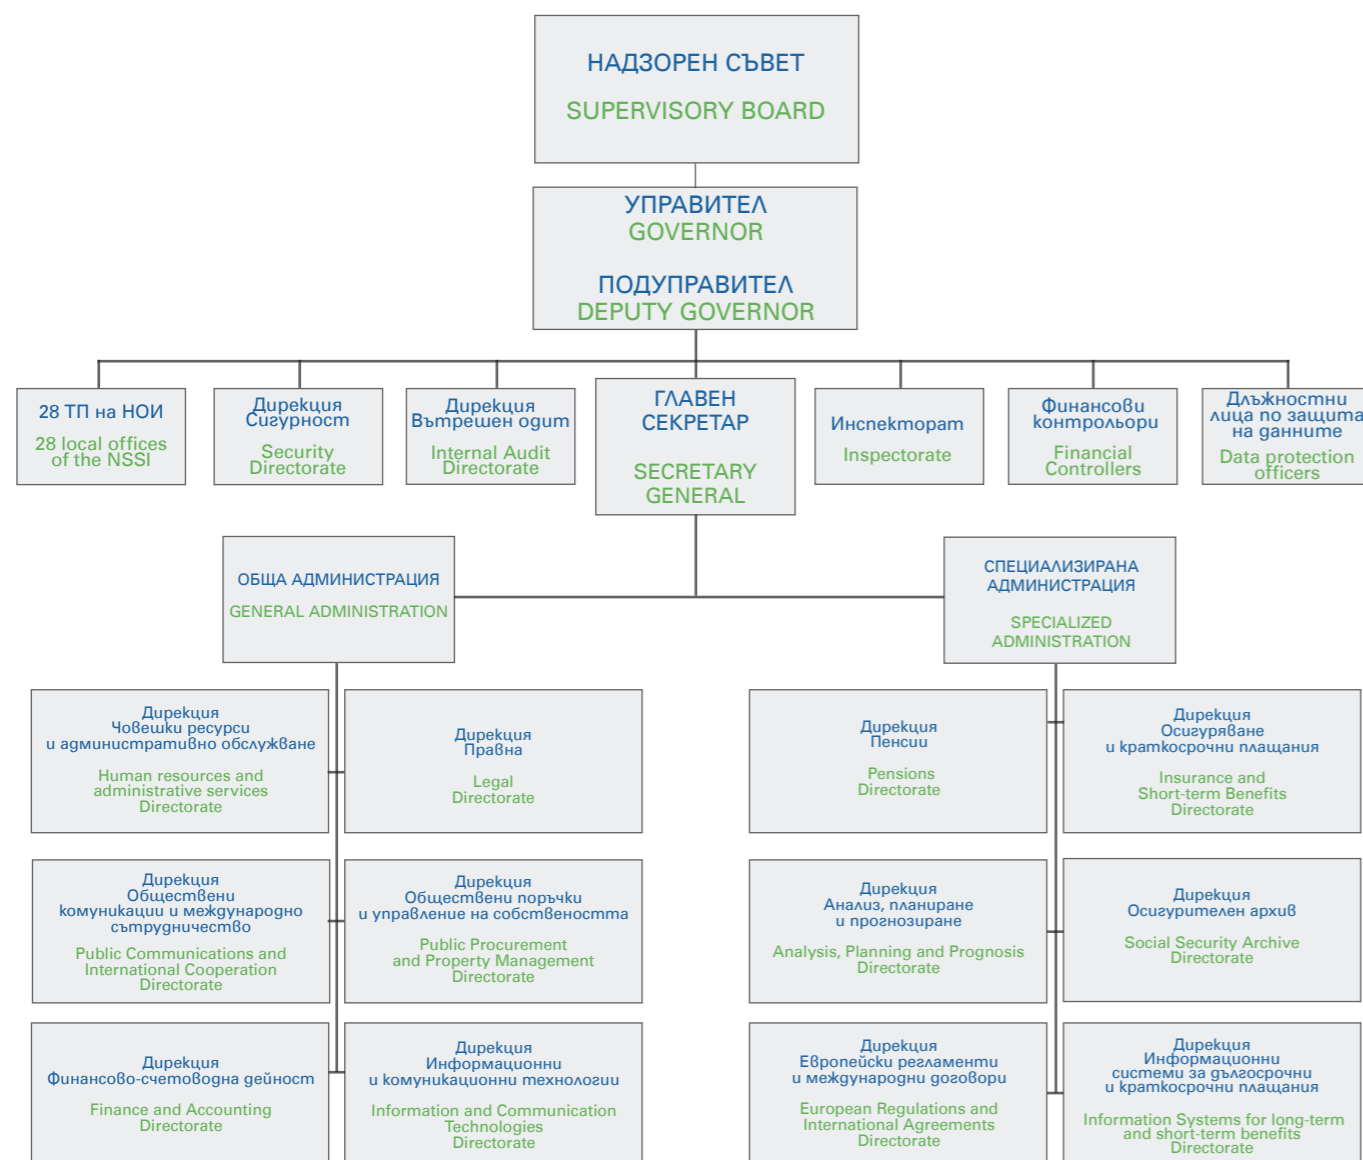 НАДЗОРЕН СЪВЕТ
SUPERVISORY BOARD
УПРАВИТЕЛ
GOVERNOR
ПОДУПРАВИТЕЛ
DEPUTY GOVERNOR
28 ТП на НОИ
28 local offices
of the NSSI
Дирекция
Сигурност
Security
Directorate
Дирекция
Вътрешен одит
Internal Audit
Directorate
ГЛАВЕН
СЕКРЕТАР
SECRETARY
GENERAL
Инспекторат
Inspectorate
Финансови
контрольори
Financial
Controllers
Длъжностни
лица по защита
на данните
Data protection
officers
ОБЩА АДМИНИСТРАЦИЯ
GENERAL ADMINISTRATION
СПЕЦИАЛИЗИРАНА
АДМИНИСТРАЦИЯ
SPECIALIZED
ADMINISTRATION
Дирекция
Човешки ресурси
и административно обслужване
Human resources and
administrative services
Directorate
Дирекция
Правна
Legal
Directorate
Дирекция
Пенсии
Pensions
Directorate
Дирекция
Осигуряване
и краткосрочни плащания
Insurance and
Short-term Benefits
Directorate
Дирекция
Обществени
комуникации и международно
сътрудничество
Public Communications and
International Cooperation
Directorate
Дирекция
Обществени поръчки
и управление на собствеността
Public Procurement
and Property Management
Directorate
Дирекция
Анализ, планиране
и прогнозиране
Analysis, Planning and Prognosis
Directorate
Дирекция
Осигурителен архив
Social Security Archive
Directorate
Дирекция
Финансово-счетоводна дейност
Finance and Accounting
Directorate
Дирекция
Информационни
и комуникационни технологии
Information and Communication
Technologies
Directorate
Дирекция
Европейски регламенти
и международни договори
European Regulations and
International Agreements
Directorate
Дирекция
Информационни
системи за дългосрочни
и краткосрочни плащания
Information Systems for long-term
and short-term benefits
Directorate